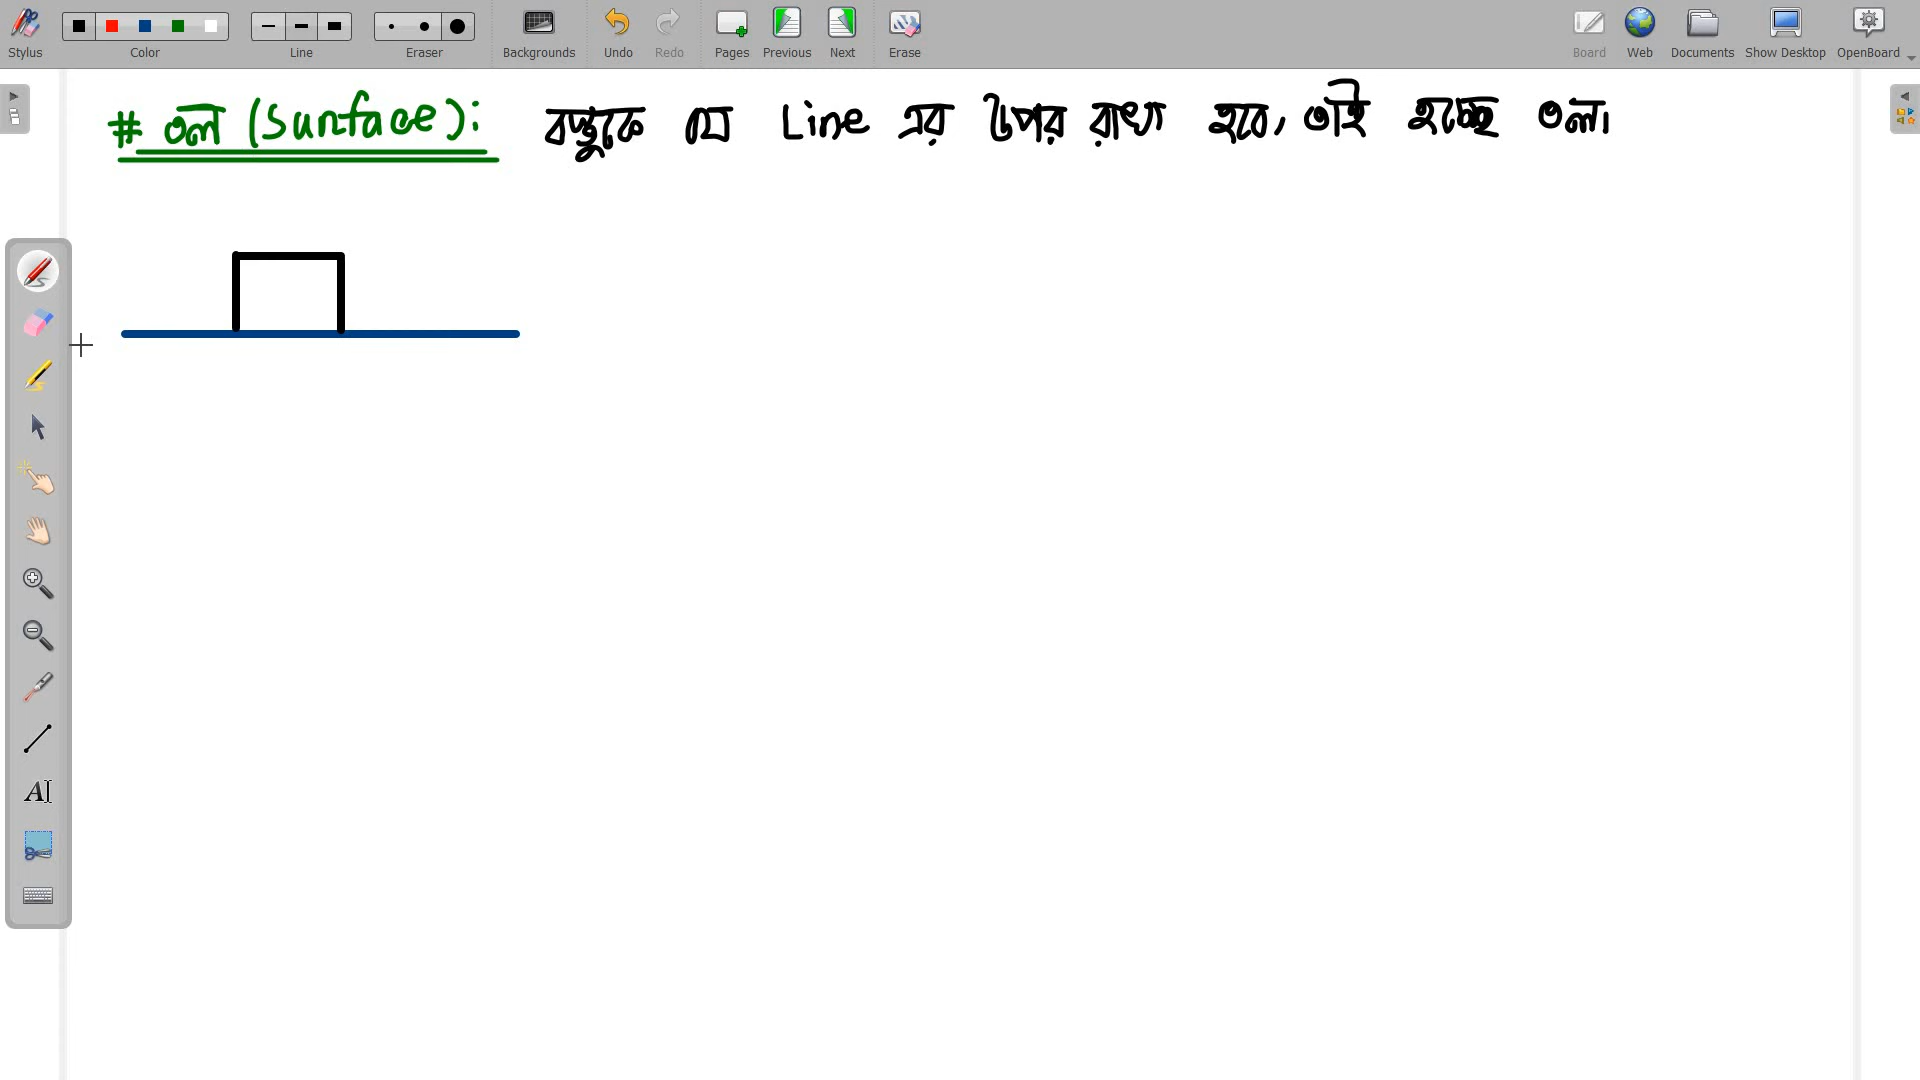 Stylus Color Line Eraser Backgrounds Undo Redo Pages Previous Next Erase Board Web Documents Show Desktop OpenBoard
# তল (Surface): বস্তুকে যে Line এর উপর রাখা হবে, তাই হচ্ছে তল।